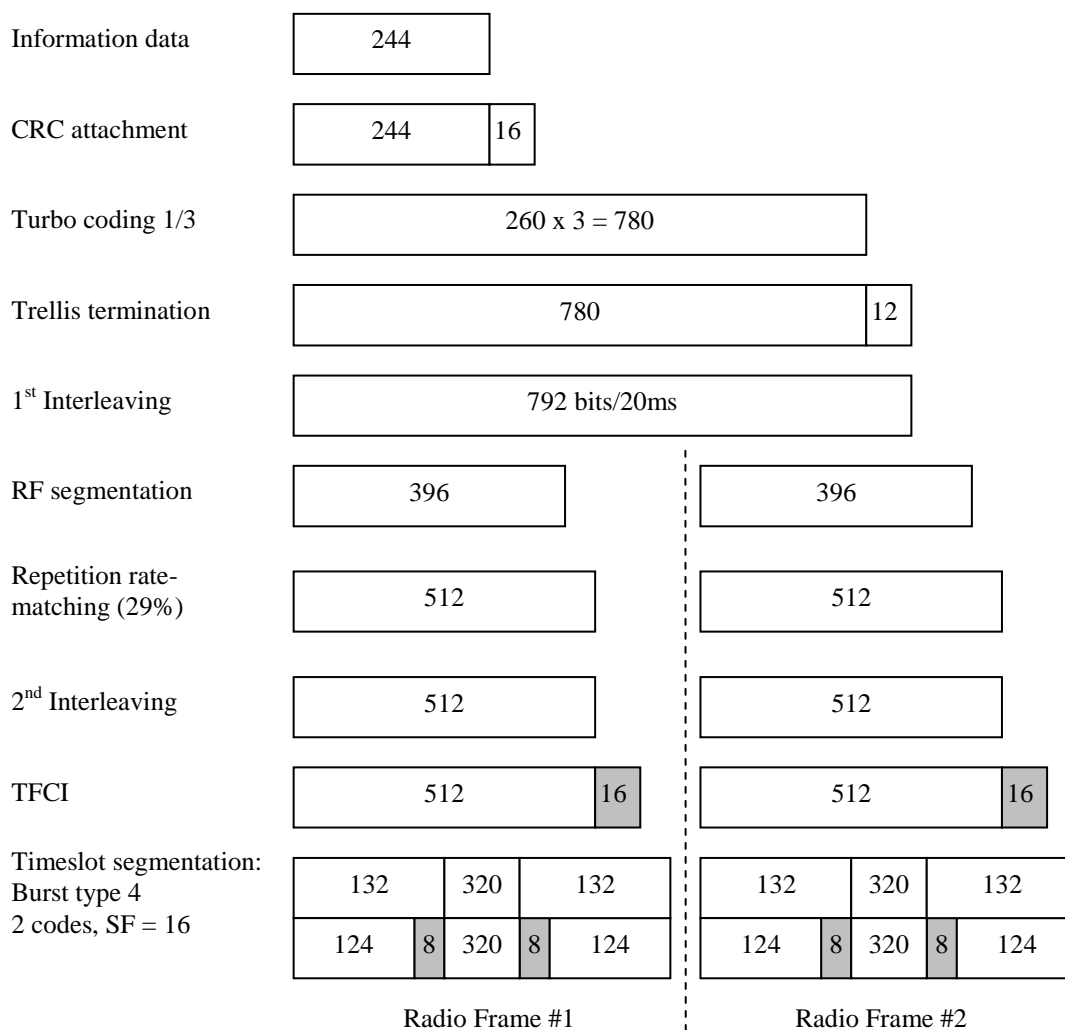 Information data
244
CRC attachment
244 16
Turbo coding 1/3
260 x 3 = 780
Trellis termination
780 12
1st Interleaving
792 bits/20ms
RF segmentation
396 396
Repetition rate-
matching (29%)
512 512
2nd Interleaving
512 512
TFCI
512 16 512 16
Timeslot segmentation:
Burst type 4
2 codes, SF = 16
132 320 132 132 320 132
124 8 320 8 124 124 8 320 8 124
Radio Frame #1 Radio Frame #2